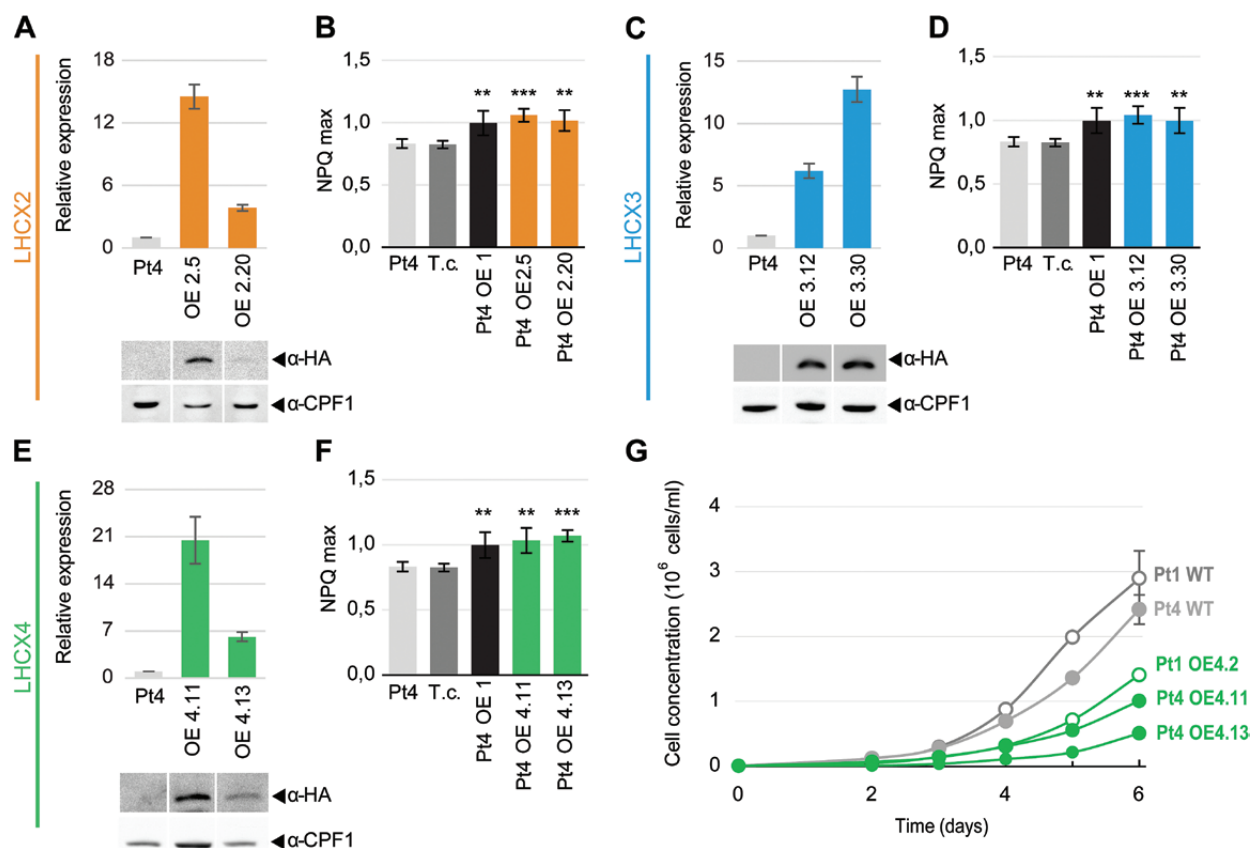 A
LHCX2
Relative expression
18
12
6
0
Pt4
OE 2.5
OE 2.20
◀α-HA
◀α-CPF1
B
NPQ max
1,5
1,0
0,5
0,0
** *** **
Pt4
T.c.
Pt4 OE 1
Pt4 OE2.5
Pt4 OE 2.20
C
LHCX3
Relative expression
15
10
5
0
Pt4
OE 3.12
OE 3.30
◀α-HA
◀α-CPF1
D
NPQ max
1,5
1,0
0,5
0,0
** *** **
Pt4
T.c.
Pt4 OE 1
Pt4 OE 3.12
Pt4 OE 3.30
E
LHCX4
Relative expression
28
21
14
7
0
Pt4
OE 4.11
OE 4.13
◀α-HA
◀α-CPF1
F
NPQ max
1,5
1,0
0,5
0,0
** ** ***
Pt4
T.c.
Pt4 OE 1
Pt4 OE 4.11
Pt4 OE 4.13
G
Cell concentration (10⁶ cells/ml)
4
3
2
1
0
0 2 4 6
Time (days)
Pt1 WT
Pt4 WT
Pt1 OE4.2
Pt4 OE4.11
Pt4 OE4.13